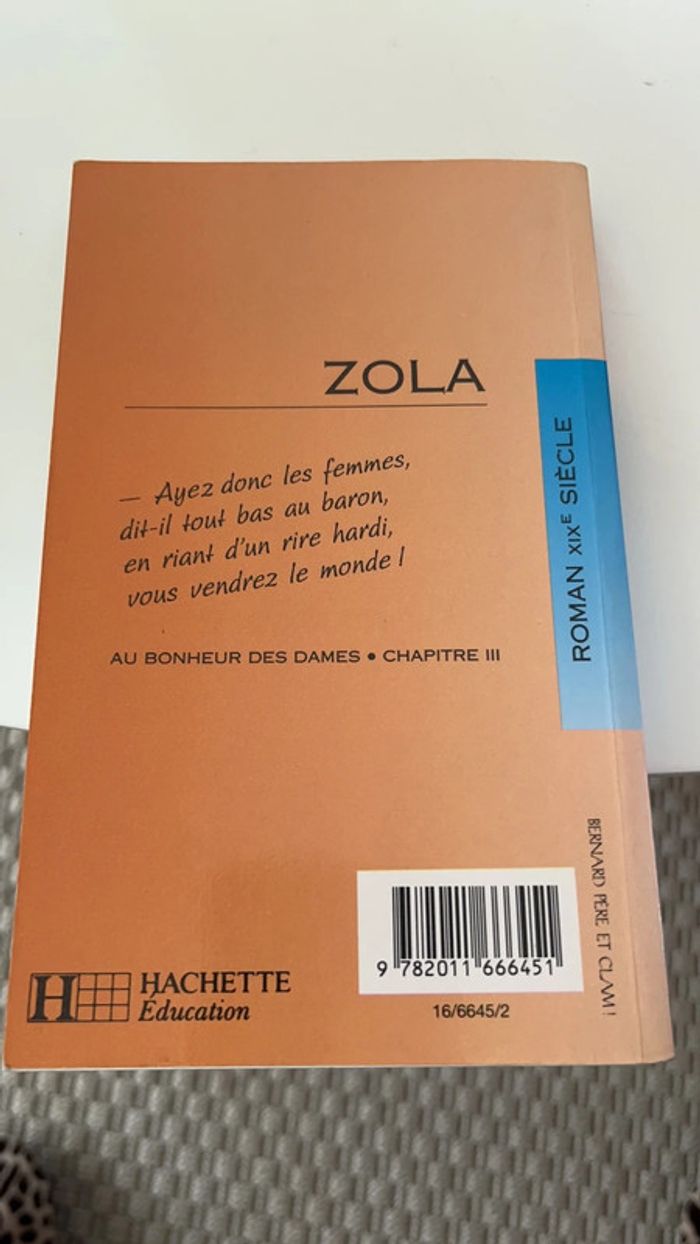 ZOLA
— Ayez donc les femmes,
dit-il tout bas au baron,
en riant d'un rire hardi,
vous vendrez le monde !
AU BONHEUR DES DAMES • CHAPITRE III
ROMAN XIXE SIÈCLE
BERNARD PÈRE ET CLAM !
H HACHETTE
Éducation
9 782011 666451
16/6645/2